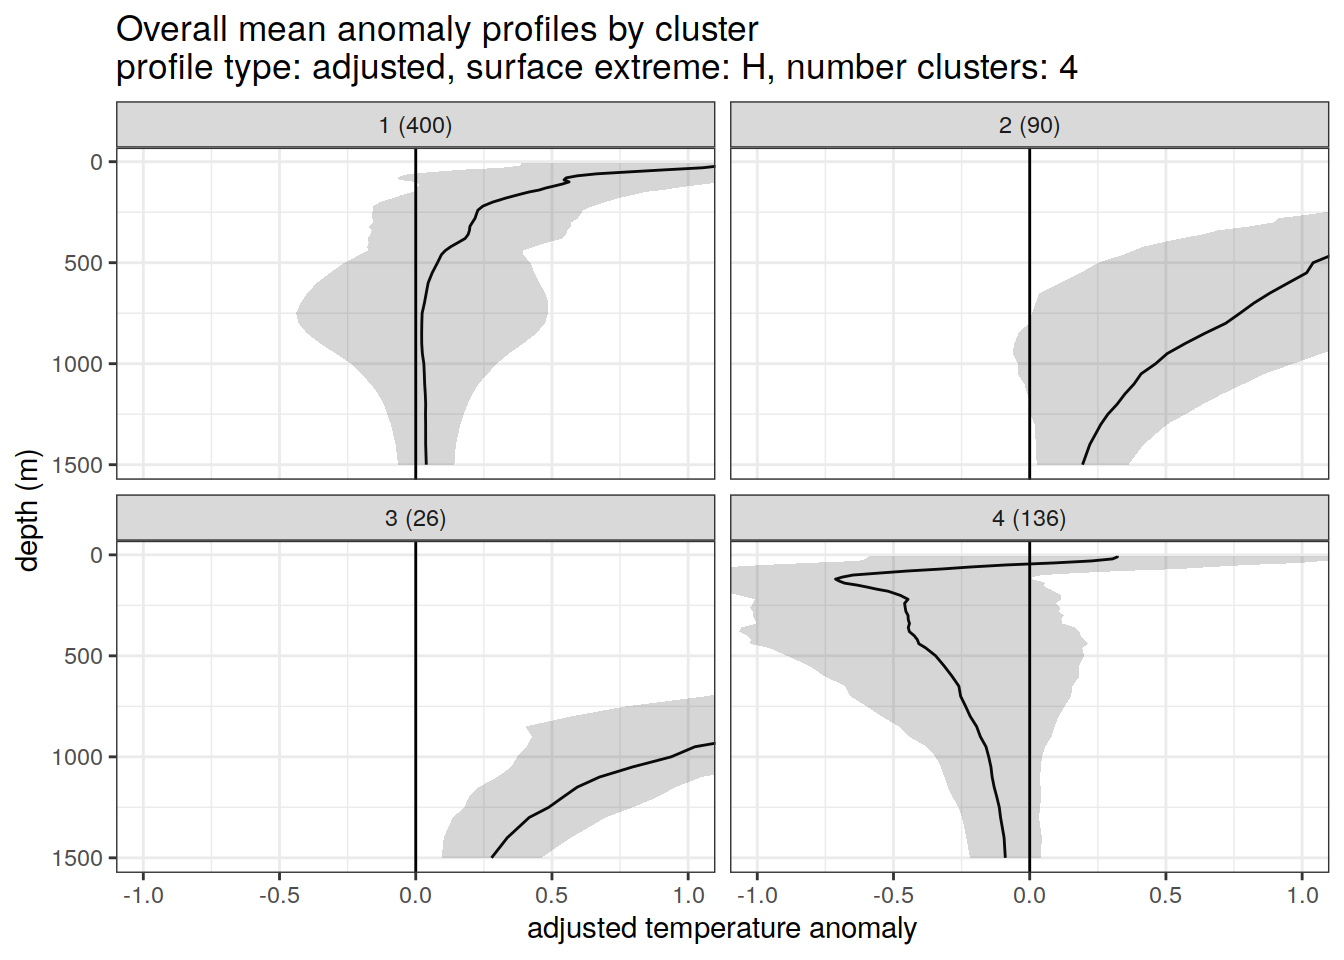 Overall mean anomaly profiles by cluster
profile type: adjusted, surface extreme: H, number clusters: 4
1 (400)
2 (90)
0
500
1000
1500
3 (26)
4 (136)
0
500
1000
1500
depth (m)
-1.0 -0.5 0.0 0.5 1.0
-1.0 -0.5 0.0 0.5 1.0
adjusted temperature anomaly